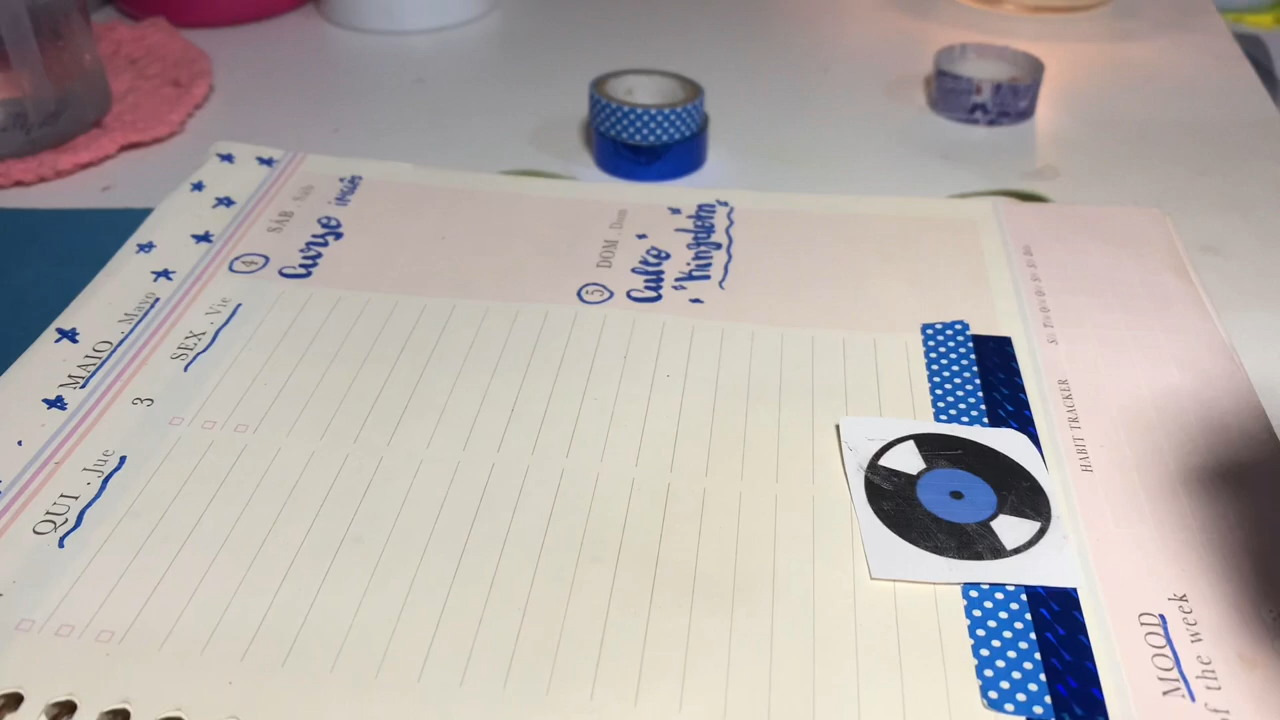 MAIO . Mayo
QUI . Jue
3
SEX . Vie
4
SÁB . Sáb
Curso
5
DOM . Dom
Culto
"Kingdom"
HABIT TRACKER
MOOD
of the week